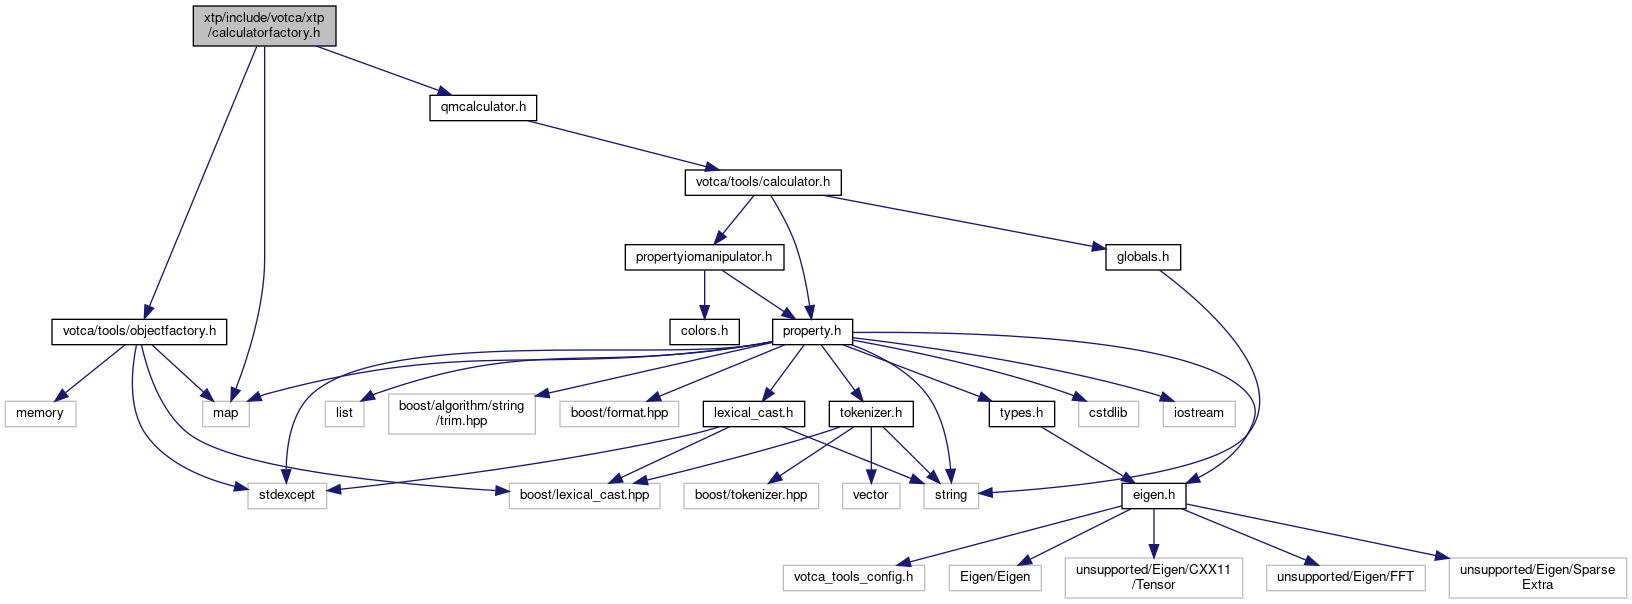 xtp/include/votca/xtp
/calculatorfactory.h
qmcalculator.h
votca/tools/calculator.h
propertyiomanipulator.h
globals.h
votca/tools/objectfactory.h
colors.h
property.h
memory
map
list
boost/algorithm/string
/trim.hpp
boost/format.hpp
lexical_cast.h
tokenizer.h
types.h
cstdlib
iostream
stdexcept
boost/lexical_cast.hpp
boost/tokenizer.hpp
vector
string
eigen.h
votca_tools_config.h
Eigen/Eigen
unsupported/Eigen/CXX11
/Tensor
unsupported/Eigen/FFT
unsupported/Eigen/Sparse
Extra